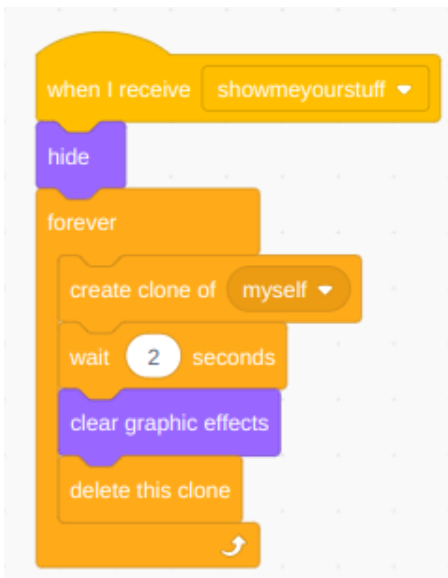 when I receive showmeyourstuff
hide
forever
create clone of myself
wait 2 seconds
clear graphic effects
delete this clone